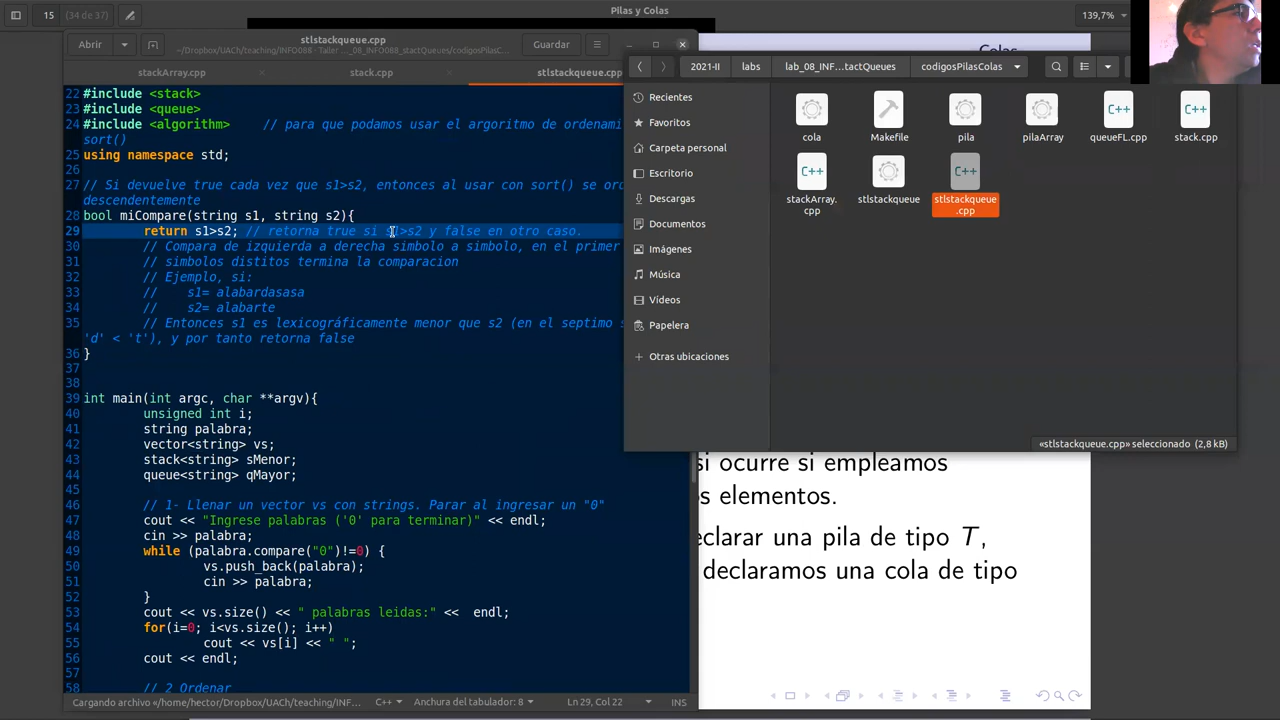 15
(34 de 37)
Pilas y Colas
139,7%
Abrir
stlstackqueue.cpp
~/Dropbox/UACh/teaching/INFO088 - Taller ..._08_INFO088_stactQueues/codigosPilasC...
Guardar
stackArray.cpp
stack.cpp
stlstackqueue.cpp
22 #include <stack>
23 #include <queue>
24 #include <algorithm> // para que podamos usar el argoritmo de ordenami
sort()
25 using namespace std;
26
27 // Si devuelve true cada vez que s1>s2, entonces al usar con sort() se or
descendentemente
28 bool miCompare(string s1, string s2){
29 return s1>s2; // retorna true si s1>s2 y false en otro caso.
30 // Compara de izquierda a derecha simbolo a simbolo, en el primer
31 // simbolos distitos termina la comparacion
32 // Ejemplo, si:
33 // s1= alabardasasa
34 // s2= alabarte
35 // Entonces s1 es lexicográficamente menor que s2 (en el septimo s
'd' < 't'), y por tanto retorna false
36 }
37
38
39 int main(int argc, char **argv){
40 unsigned int i;
41 string palabra;
42 vector<string> vs;
43 stack<string> sMenor;
44 queue<string> qMayor;
45
46 // 1- Llenar un vector vs con strings. Parar al ingresar un "0"
47 cout << "Ingrese palabras ('0' para terminar)" << endl;
48 cin >> palabra;
49 while (palabra.compare("0")!=0) {
50 vs.push_back(palabra);
51 cin >> palabra;
52 }
53 cout << vs.size() << " palabras leidas:" << endl;
54 for(i=0; i<vs.size(); i++)
55 cout << vs[i] << " ";
56 cout << endl;
57
58 // 2 Ordenar
Cargando archivo «/home/hector/Dropbox/UACh/teaching/INF...
C++
Anchura del tabulador: 8
Ln 29, Col 22
INS
Colas
2021-II
labs
lab_08_INF...tactQueues
codigosPilasColas
Recientes
Favoritos
Carpeta personal
Escritorio
Descargas
Documentos
Imágenes
Música
Vídeos
Papelera
Otras ubicaciones
cola
Makefile
pila
pilaArray
C++
queueFL.cpp
C++
stack.cpp
C++
stackArray.
cpp
stlstackqueue
C++
stlstackqueue
.cpp
«stlstackqueue.cpp» seleccionado (2,8 kB)
si ocurre si empleamos
s elementos.
eclarar una pila de tipo T,
declaramos una cola de tipo